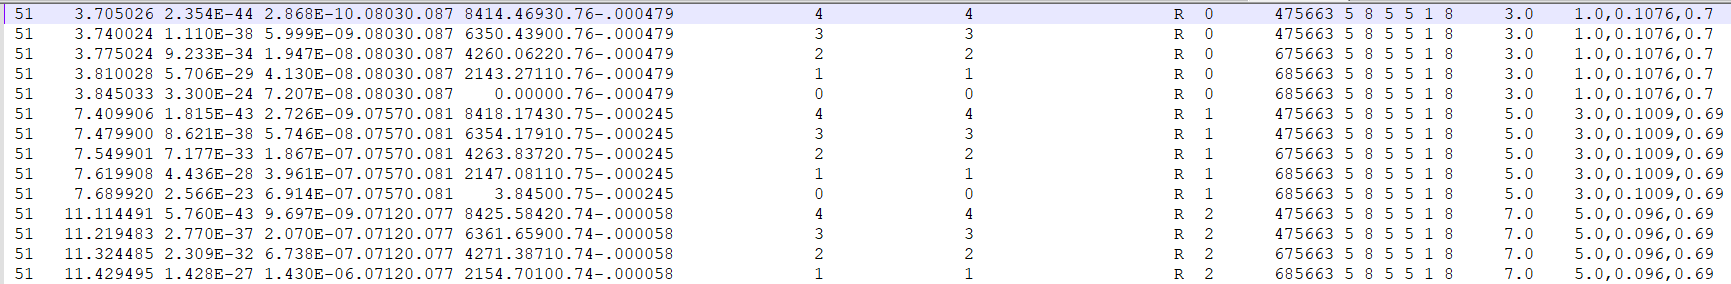 51 3.705026 2.354E-44 2.868E-10.08030.087 8414.46930.76-.000479 4 4 R 0 475663 5 8 5 5 1 8 3.0 1.0,0.1076,0.7
51 3.740024 1.110E-38 5.999E-09.08030.087 6350.43900.76-.000479 3 3 R 0 475663 5 8 5 5 1 8 3.0 1.0,0.1076,0.7
51 3.775024 9.233E-34 1.947E-08.08030.087 4260.06220.76-.000479 2 2 R 0 675663 5 8 5 5 1 8 3.0 1.0,0.1076,0.7
51 3.810028 5.706E-29 4.130E-08.08030.087 2143.27110.76-.000479 1 1 R 0 685663 5 8 5 5 1 8 3.0 1.0,0.1076,0.7
51 3.845033 3.300E-24 7.207E-08.08030.087 0.00000.76-.000479 0 0 R 0 685663 5 8 5 5 1 8 3.0 1.0,0.1076,0.7
51 7.409906 1.815E-43 2.726E-09.07570.081 8418.17430.75-.000245 4 4 R 1 475663 5 8 5 5 1 8 5.0 3.0,0.1009,0.69
51 7.479900 8.621E-38 5.746E-08.07570.081 6354.17910.75-.000245 3 3 R 1 475663 5 8 5 5 1 8 5.0 3.0,0.1009,0.69
51 7.549901 7.177E-33 1.867E-07.07570.081 4263.83720.75-.000245 2 2 R 1 675663 5 8 5 5 1 8 5.0 3.0,0.1009,0.69
51 7.619908 4.436E-28 3.961E-07.07570.081 2147.08110.75-.000245 1 1 R 1 685663 5 8 5 5 1 8 5.0 3.0,0.1009,0.69
51 7.689920 2.566E-23 6.914E-07.07570.081 3.84500.75-.000245 0 0 R 1 685663 5 8 5 5 1 8 5.0 3.0,0.1009,0.69
51 11.114491 5.760E-43 9.697E-09.07120.077 8425.58420.74-.000058 4 4 R 2 475663 5 8 5 5 1 8 7.0 5.0,0.096,0.69
51 11.219483 2.770E-37 2.070E-07.07120.077 6361.65900.74-.000058 3 3 R 2 475663 5 8 5 5 1 8 7.0 5.0,0.096,0.69
51 11.324485 2.309E-32 6.738E-07.07120.077 4271.38710.74-.000058 2 2 R 2 675663 5 8 5 5 1 8 7.0 5.0,0.096,0.69
51 11.429495 1.428E-27 1.430E-06.07120.077 2154.70100.74-.000058 1 1 R 2 685663 5 8 5 5 1 8 7.0 5.0,0.096,0.69